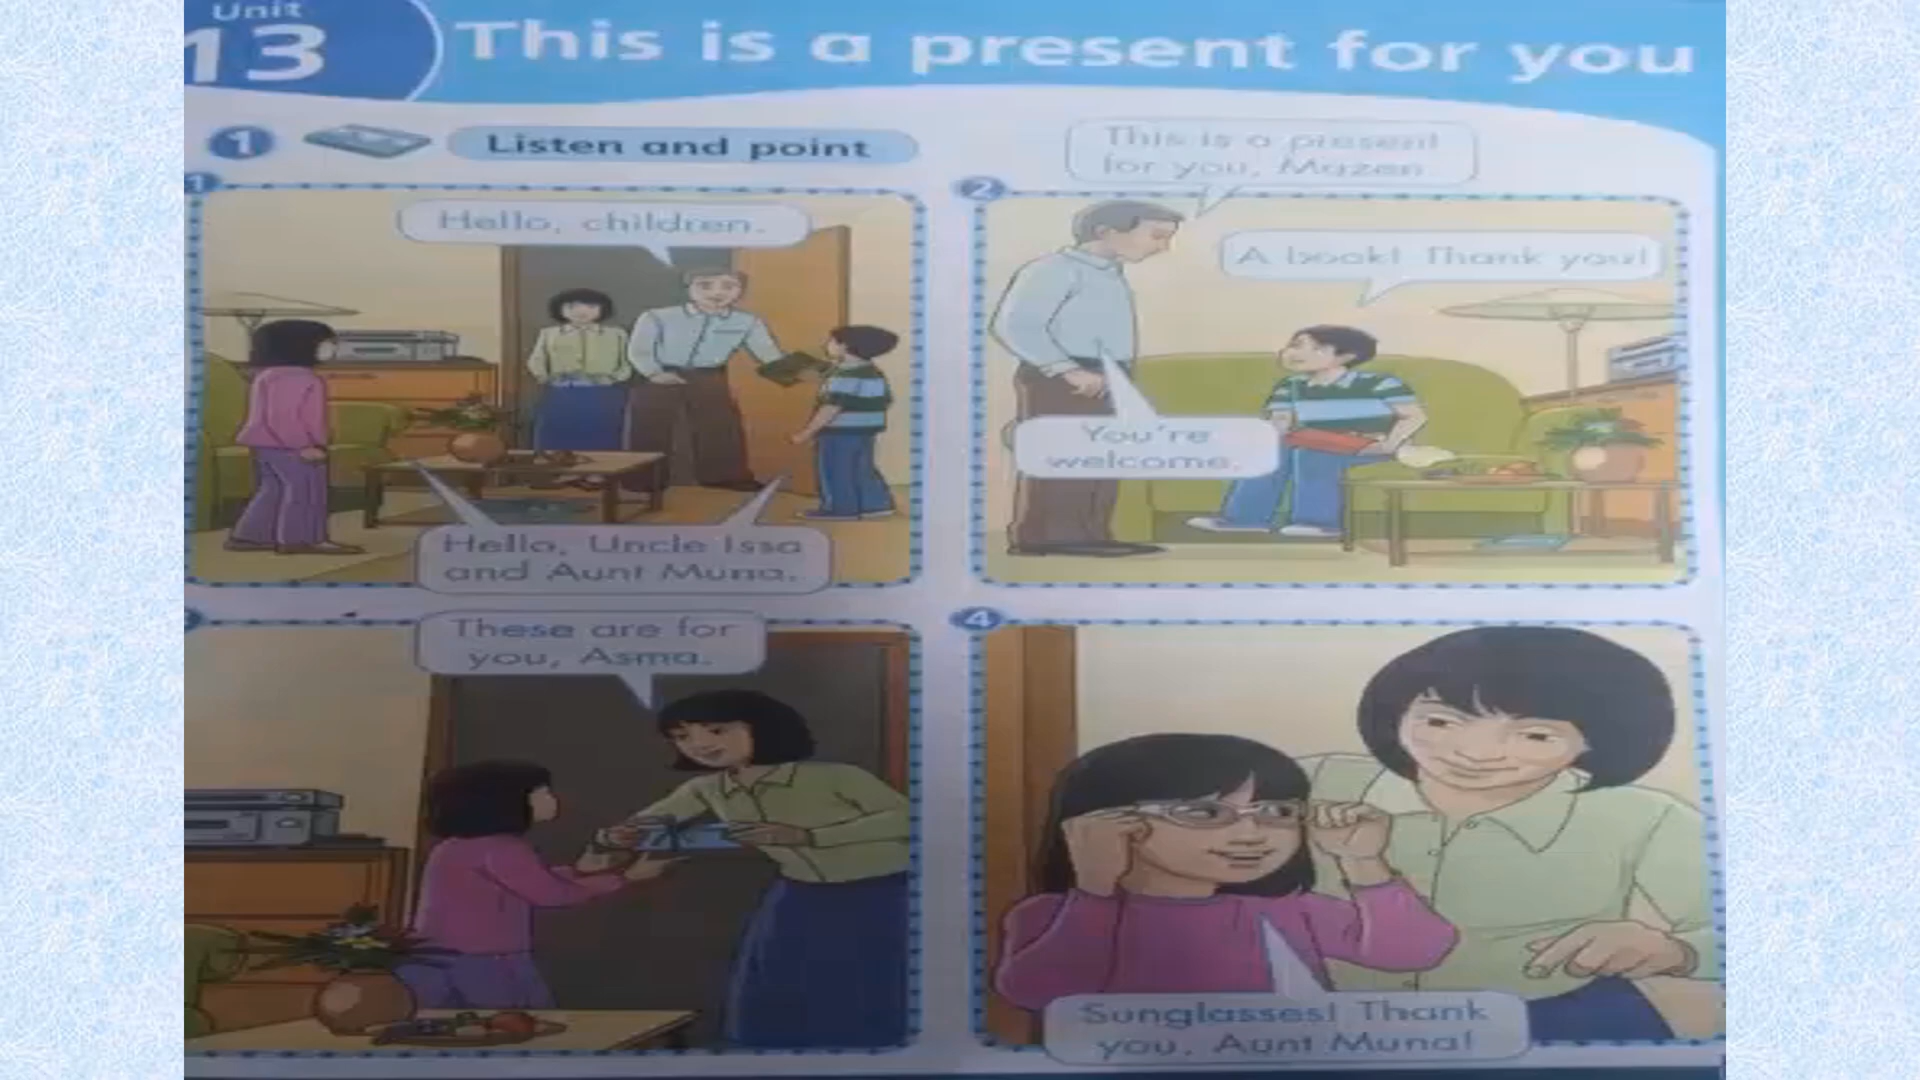 Unit
13
This is a present for you
1
Listen and point
1
Hello, children.
Hello, Uncle Issa
and Aunt Muna.
2
This is a present
for you, Mazen.
A book! Thank you!
You're
welcome.
These are for
you, Asma.
4
Sunglasses! Thank
you, Aunt Muna!